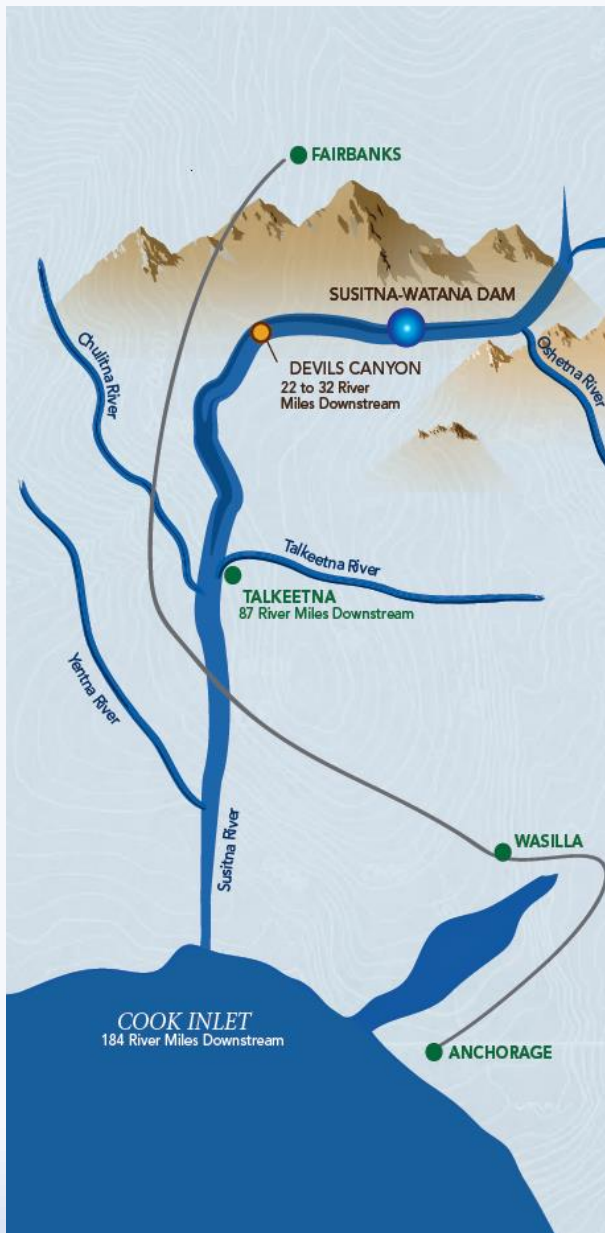 FAIRBANKS
SUSITNA-WATANA DAM
Chulitna River
DEVILS CANYON
22 to 32 River
Miles Downstream
Oshetna River
Talkeetna River
TALKEETNA
87 River Miles Downstream
Yentna River
Susitna River
WASILLA
COOK INLET
184 River Miles Downstream
ANCHORAGE